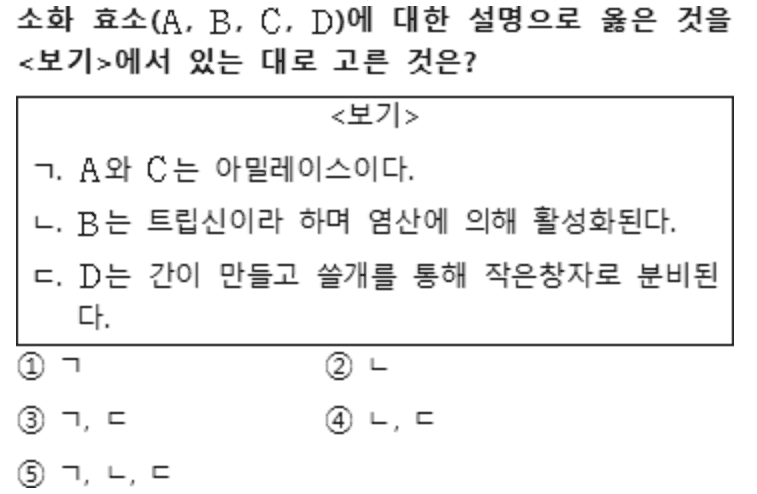 소화 효소(A, B, C, D)에 대한 설명으로 옳은 것을
<보기>에서 있는 대로 고른 것은?
<보기>
ㄱ. A와 C는 아밀레이스이다.
ㄴ. B는 트립신이라 하며 염산에 의해 활성화된다.
ㄷ. D는 간이 만들고 쓸개를 통해 작은창자로 분비된
다.
① ㄱ ② ㄴ
③ ㄱ, ㄷ ④ ㄴ, ㄷ
⑤ ㄱ, ㄴ, ㄷ